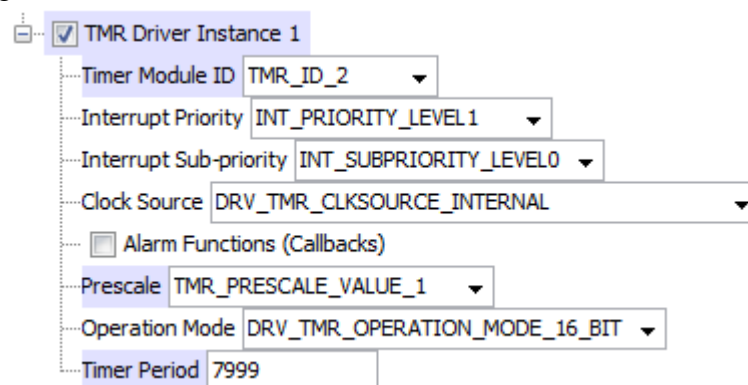 TMR Driver Instance 1
Timer Module ID TMR_ID_2
Interrupt Priority INT_PRIORITY_LEVEL1
Interrupt Sub-priority INT_SUBPRIORITY_LEVEL0
Clock Source DRV_TMR_CLKSOURCE_INTERNAL
Alarm Functions (Callbacks)
Prescale TMR_PRESCALE_VALUE_1
Operation Mode DRV_TMR_OPERATION_MODE_16_BIT
Timer Period 7999